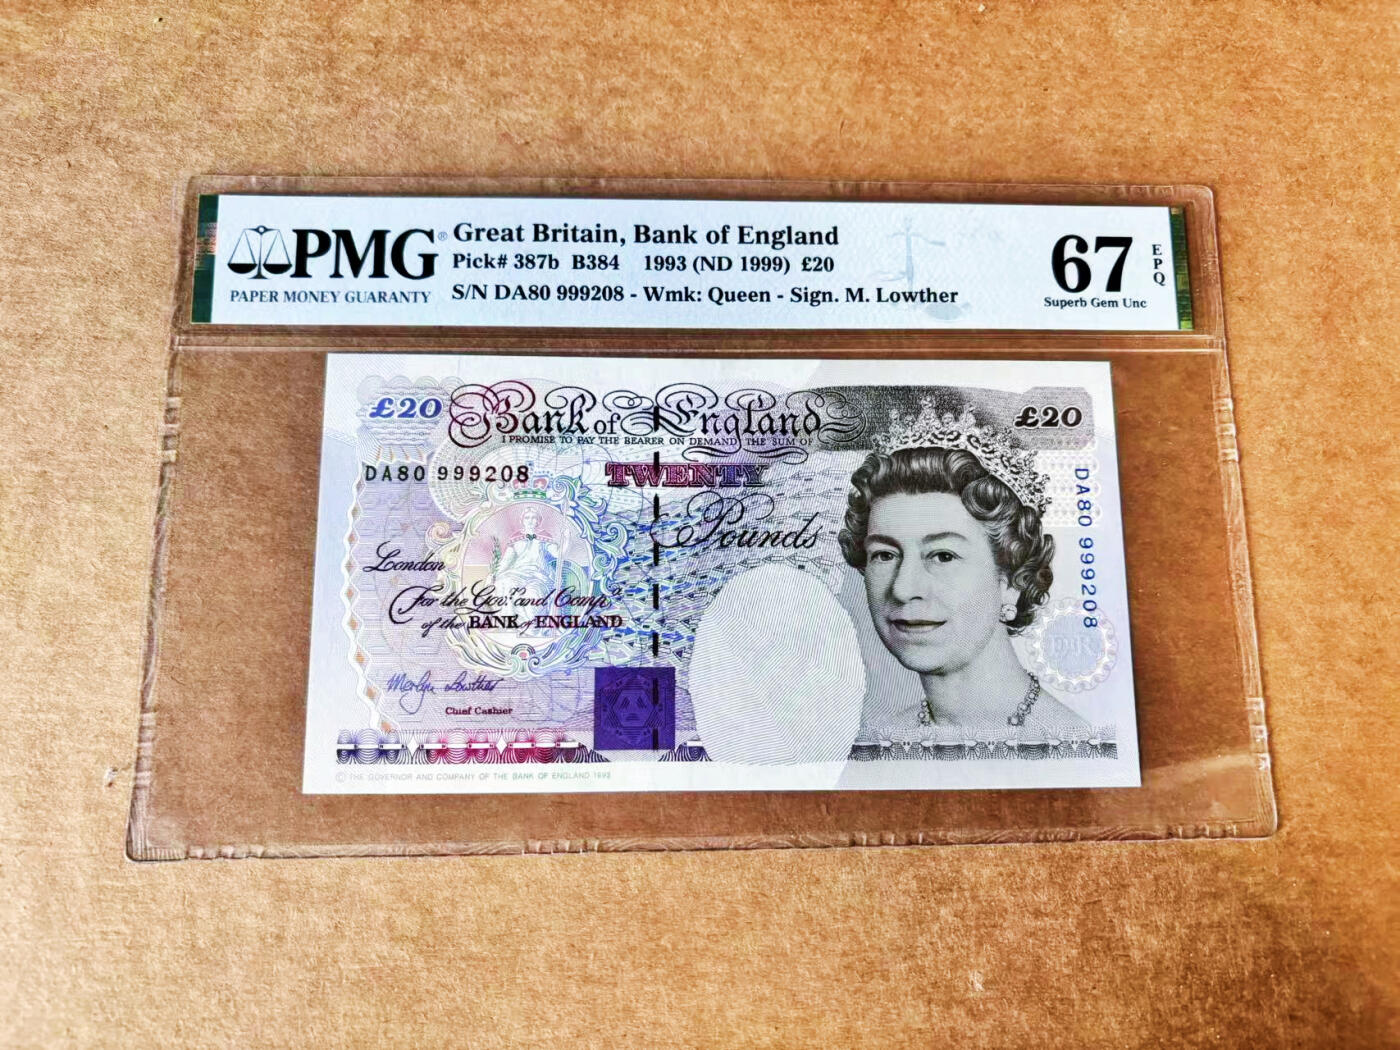 PMG®
PAPER MONEY GUARANTY
Great Britain, Bank of England
Pick# 387b B384 1993 (ND 1999) £20
S/N DA80 999208 - Wmk: Queen - Sign. M. Lowther
67
EPQ
Superb Gem Unc
£20
Bank of England
£20
I PROMISE TO PAY THE BEARER ON DEMAND THE SUM OF
DA80 999208
TWENTY
Pounds
DA80 999208
London
For the Govr. and Compa.
of the BANK of ENGLAND
Merlyn Lowther
Chief Cashier
EIIR
© THE GOVERNOR AND COMPANY OF THE BANK OF ENGLAND 1993